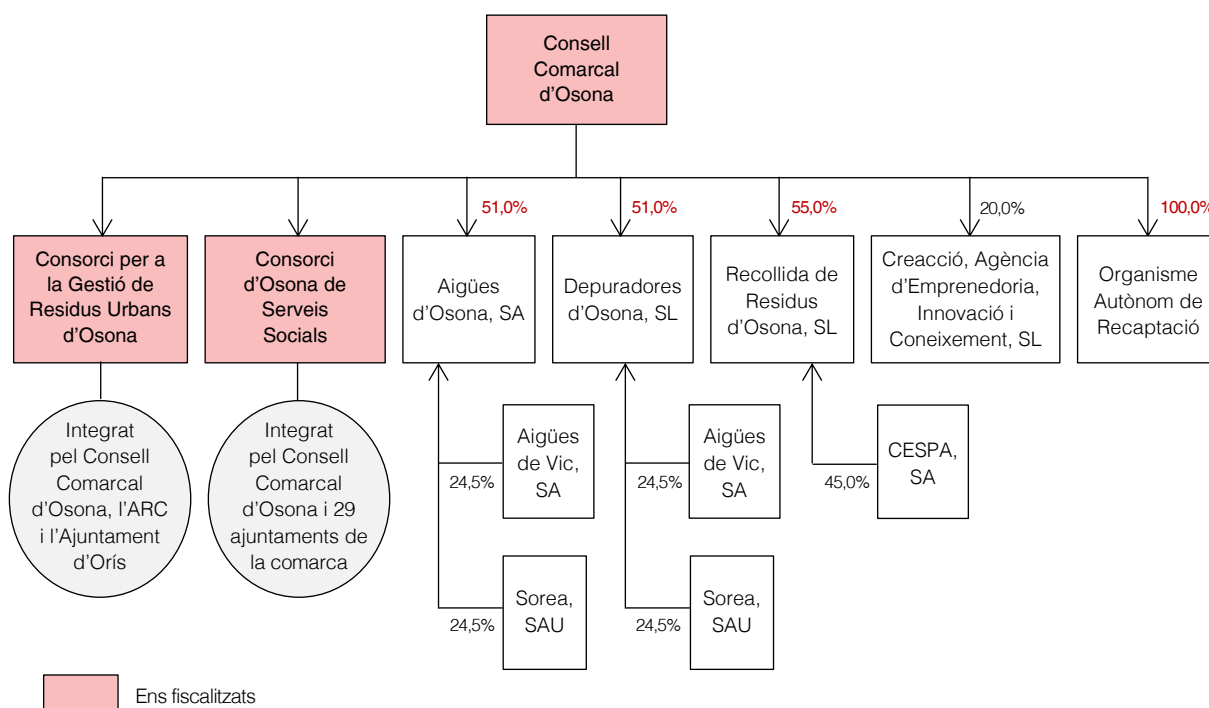 Consell
Comarcal
d'Osona
51,0%
51,0%
55,0%
20,0%
100,0%
Consorci per a
la Gestió de
Residus Urbans
d'Osona
Consorci
d'Osona de
Serveis
Socials
Aigües
d'Osona, SA
Depuradores
d'Osona, SL
Recollida de
Residus
d'Osona, SL
Creacció, Agència
d'Emprenedoria,
Innovació i
Coneixement, SL
Organisme
Autònom de
Recaptació
Integrat
pel Consell
Comarcal
d'Osona, l'ARC
i l'Ajuntament
d'Orís
Integrat
pel Consell
Comarcal
d'Osona i 29
ajuntaments de
la comarca
Aigües
de Vic,
SA
24,5%
Aigües
de Vic,
SA
24,5%
CESPA,
SA
45,0%
Sorea,
SAU
24,5%
Sorea,
SAU
24,5%
Ens fiscalitzats